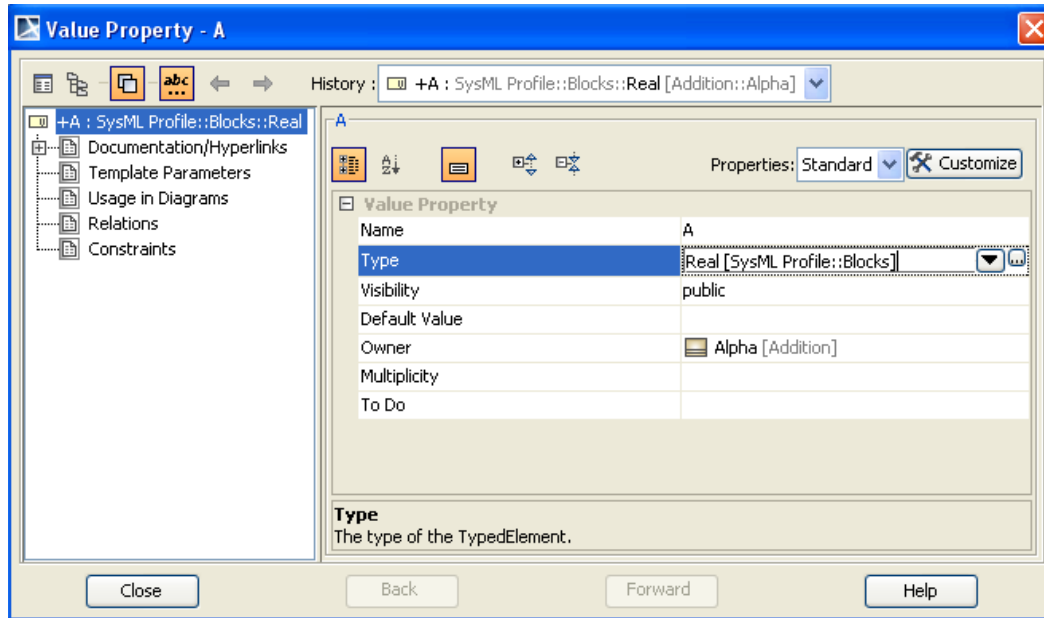 Value Property - A
abc
History : +A : SysML Profile::Blocks::Real [Addition::Alpha]
+A : SysML Profile::Blocks::Real
Documentation/Hyperlinks
Template Parameters
Usage in Diagrams
Relations
Constraints
A
Properties: Standard Customize
Value Property
Name A
Type Real [SysML Profile::Blocks]
Visibility public
Default Value
Owner Alpha [Addition]
Multiplicity
To Do
Type
The type of the TypedElement.
Close Back Forward Help